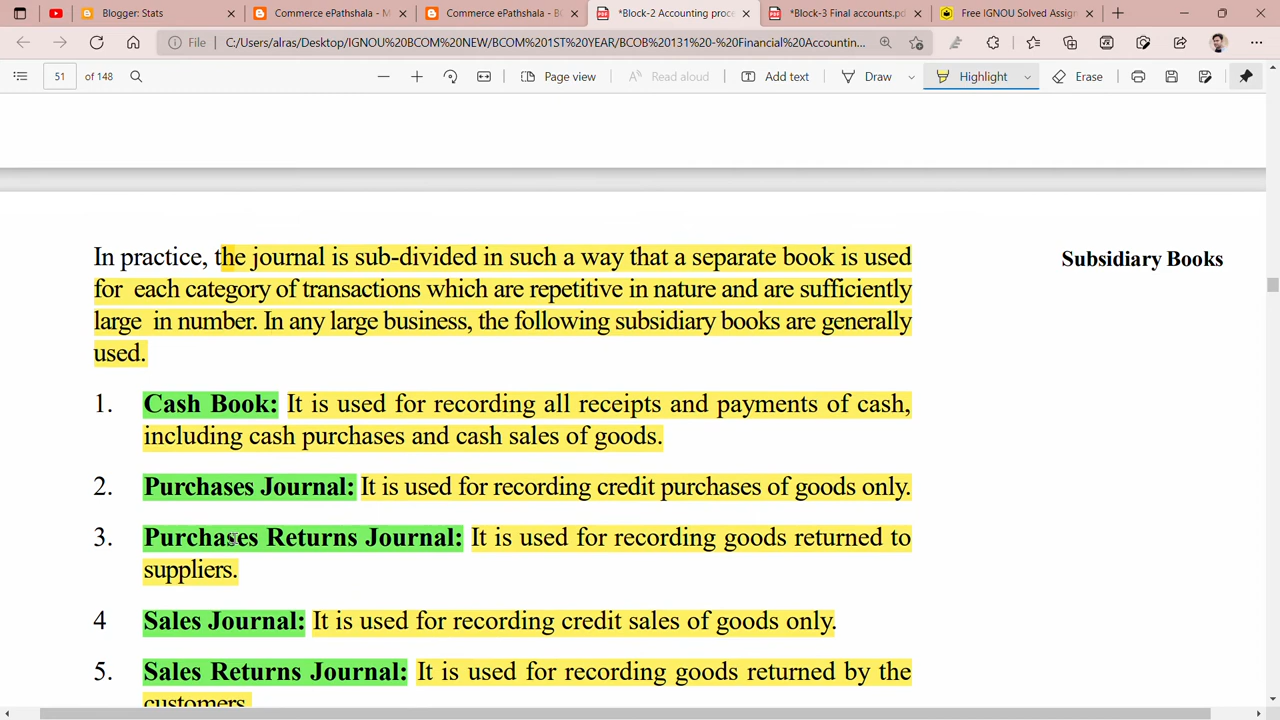 Blogger: Stats
Commerce ePathshala - M
Commerce ePathshala - BC
*Block-2 Accounting proce
*Block-3 Final accounts.pd
Free IGNOU Solved Assign
File
C:/Users/alras/Desktop/IGNOU%20BCOM%20NEW/BCOM%201ST%20YEAR/BCOB%20131%20-%20Financial%20Accountin...
51 of 148
Page view
Read aloud
Add text
Draw
Highlight
Erase
In practice, the journal is sub-divided in such a way that a separate book is used
Subsidiary Books
for each category of transactions which are repetitive in nature and are sufficiently
large in number. In any large business, the following subsidiary books are generally
used.
1. Cash Book: It is used for recording all receipts and payments of cash,
including cash purchases and cash sales of goods.
2. Purchases Journal: It is used for recording credit purchases of goods only.
3. Purchases Returns Journal: It is used for recording goods returned to
suppliers.
4 Sales Journal: It is used for recording credit sales of goods only.
5. Sales Returns Journal: It is used for recording goods returned by the
customers.